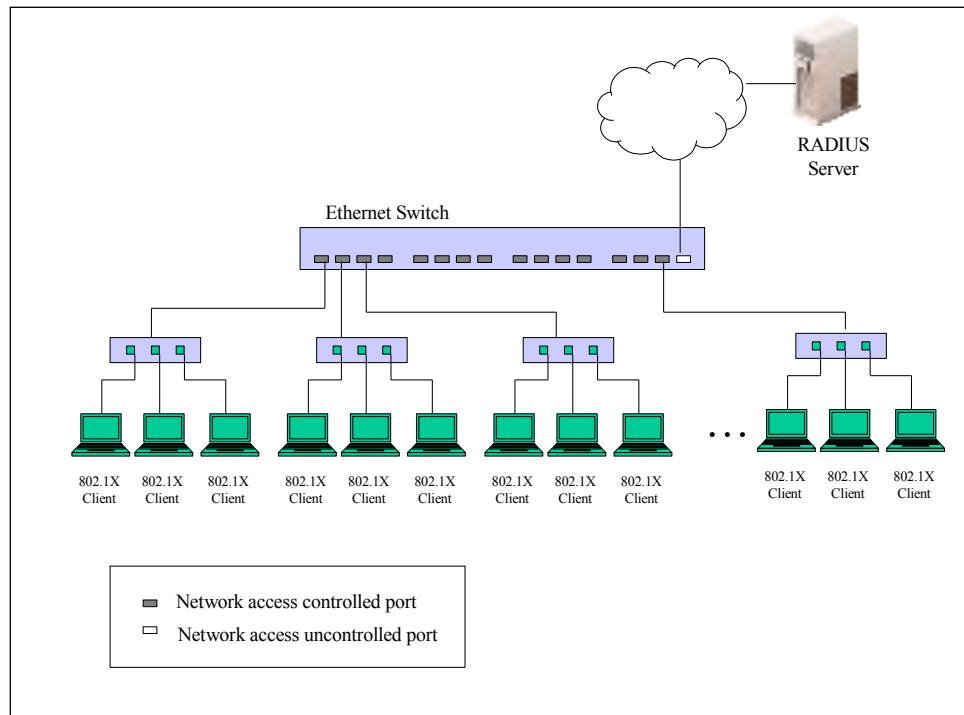 RADIUS
Server
Ethernet Switch
802.1X
Client
802.1X
Client
802.1X
Client
802.1X
Client
802.1X
Client
802.1X
Client
802.1X
Client
802.1X
Client
802.1X
Client
. . .
802.1X
Client
802.1X
Client
802.1X
Client
Network access controlled port
Network access uncontrolled port